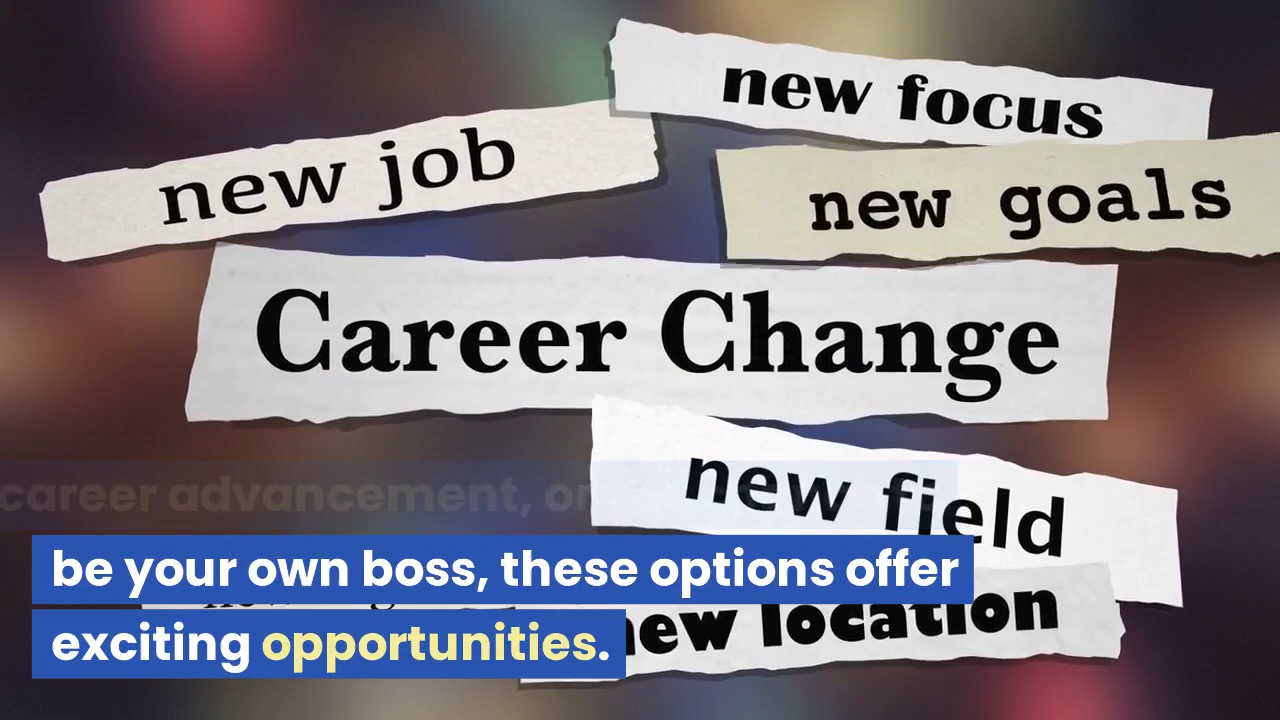 new focus
new job
new goals
Career Change
new field
career advancement, or
be your own boss, these options offer
new location
exciting opportunities.